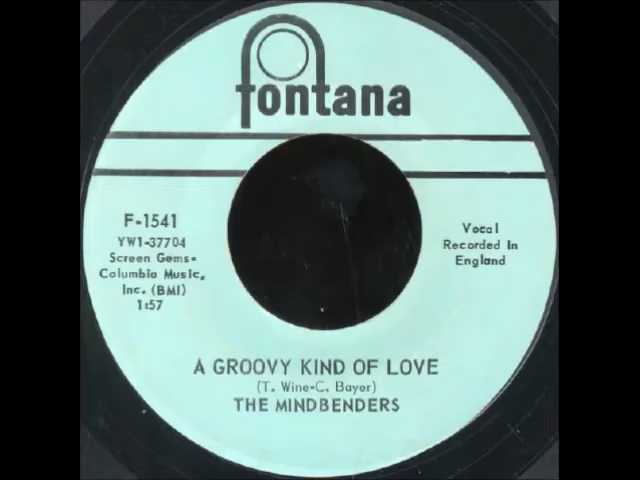 fontana
F-1541
YW1-37704
Screen Gems-
Columbia Music,
Inc. (BMI)
1:57
Vocal
Recorded In
England
A GROOVY KIND OF LOVE
(T. Wine-C. Bayer)
THE MINDBENDERS